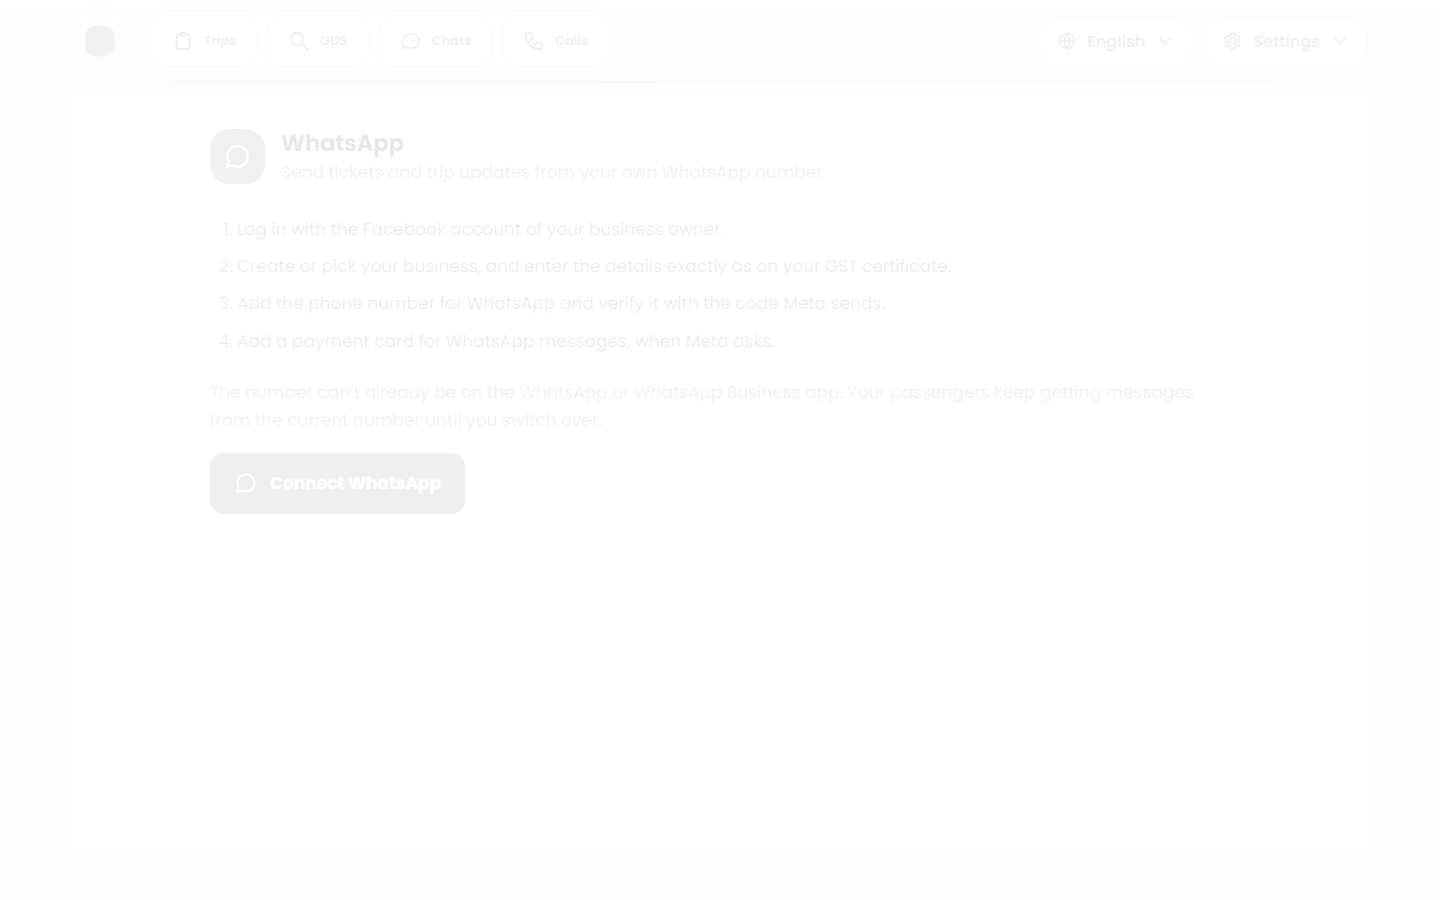 Trips
GDS
Chats
Calls
English
Settings
WhatsApp
Send tickets and trip updates from your own WhatsApp number
1. Log in with the Facebook account of your business owner.
2. Create or pick your business, and enter the details exactly as on your GST certificate.
3. Add the phone number for WhatsApp and verify it with the code Meta sends.
4. Add a payment card for WhatsApp messages, when Meta asks.
The number can't already be on the WhatsApp or WhatsApp Business app. Your passengers keep getting messages
from the current number until you switch over.
Connect WhatsApp